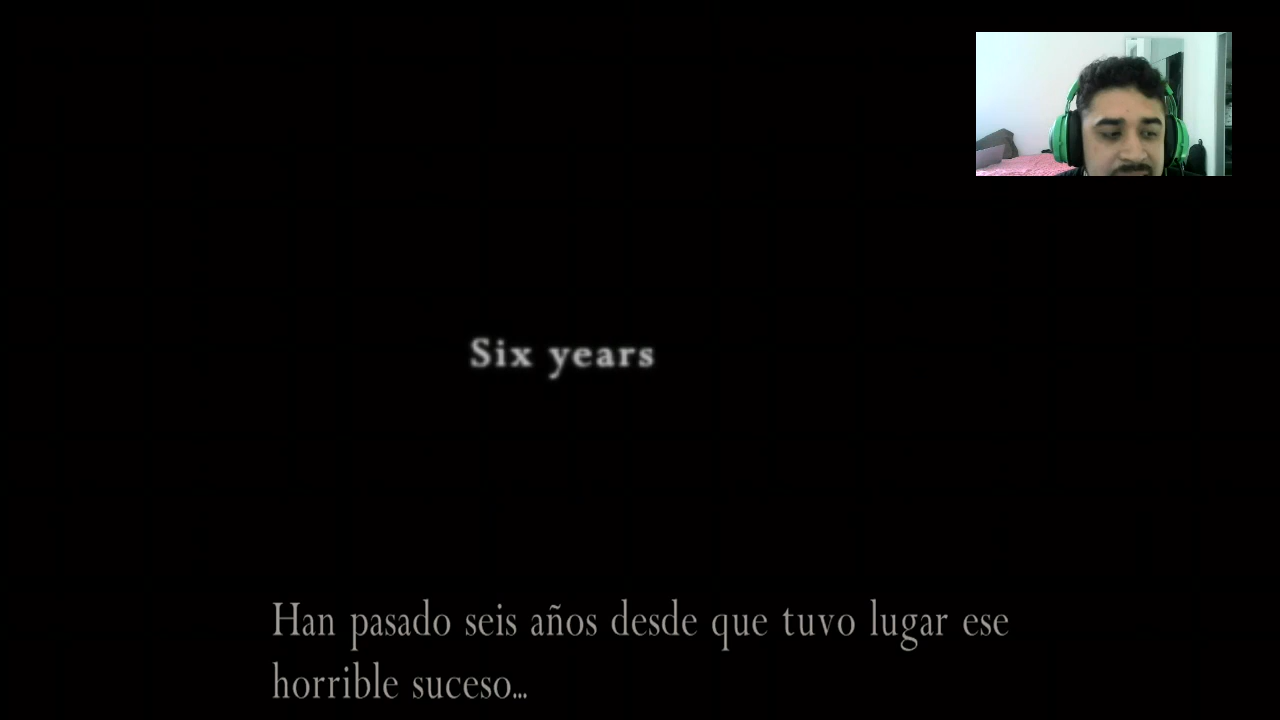 Six years
Han pasado seis años desde que tuvo lugar ese
horrible suceso...